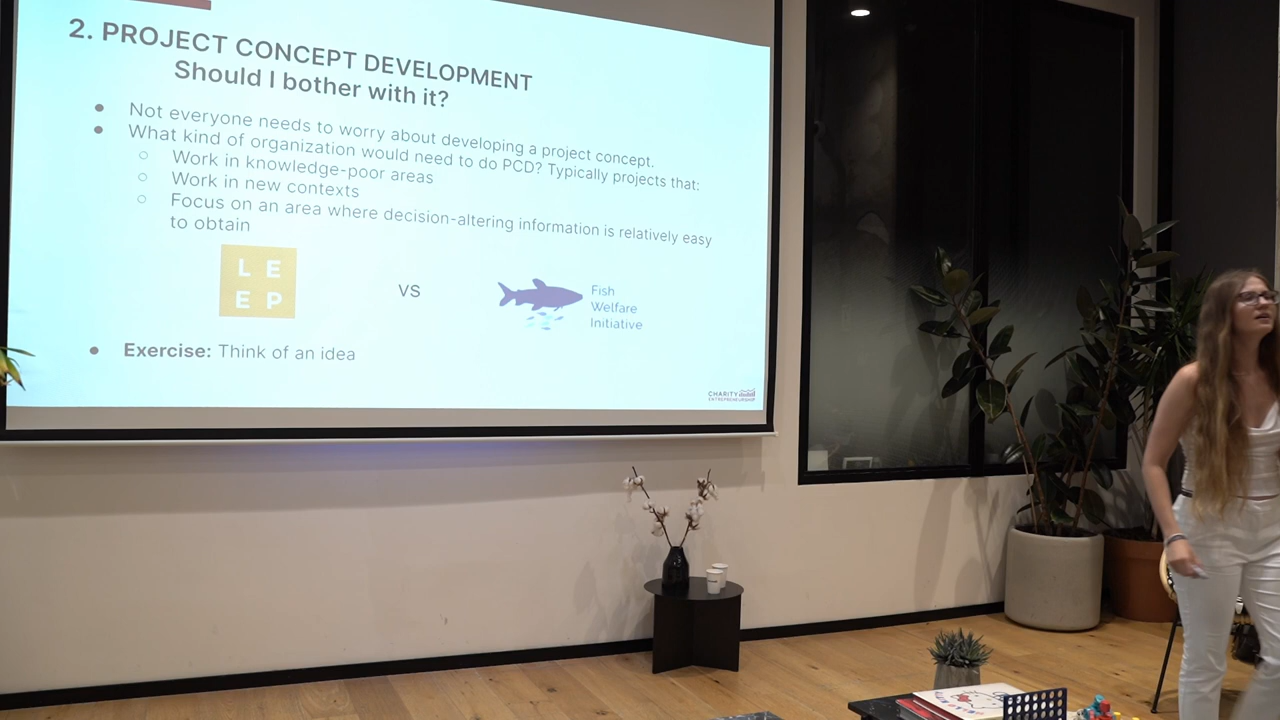 2. PROJECT CONCEPT DEVELOPMENT
Should I bother with it?
Not everyone needs to worry about developing a project concept.
What kind of organization would need to do PCD? Typically projects that:
Work in knowledge-poor areas
Work in new contexts
Focus on an area where decision-altering information is relatively easy
to obtain
L E
E P
VS
Fish
Welfare
Initiative
Exercise: Think of an idea
CHARITY
ENTREPRENEURSHIP